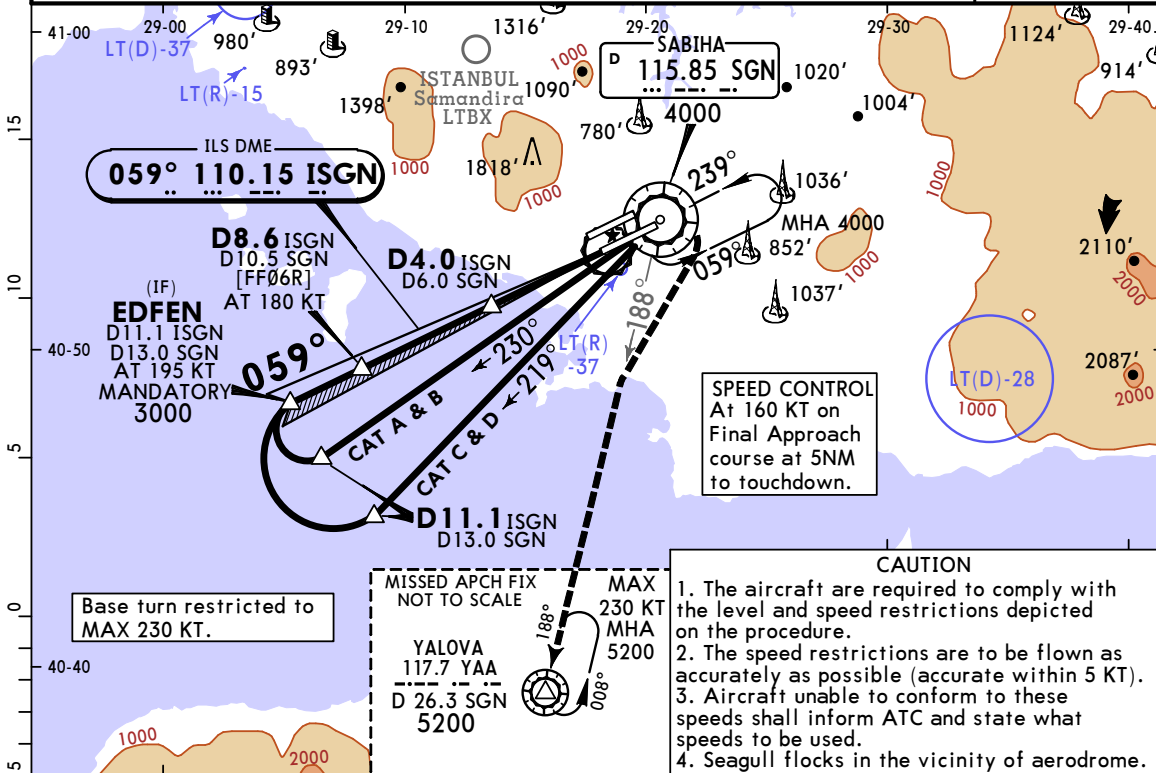 29-00
29-10
29-20
29-30
29-40
41-00
980'
LT(D)-37
893'
LT(R)-15
1316'
1000
1090'
ISTANBUL
Samandira
LTBX
1398'
1000
1818'
1000
SABIHA
D 115.85 SGN
4000
1020'
780'
1004'
1124'
914'
1000
15
ILS DME
059° 110.15 ISGN
239°
1036'
MHA 4000
852'
059°
1037'
1000
2110'
2000
D8.6 ISGN
D10.5 SGN
[FFØ6R]
AT 180 KT
D4.0 ISGN
D6.0 SGN
(IF)
EDFEN
D11.1 ISGN
D13.0 SGN
AT 195 KT
MANDATORY
3000
059°
10
40-50
188°
LT(R)
-37
230°
219°
CAT A & B
CAT C & D
SPEED CONTROL
At 160 KT on
Final Approach
course at 5NM
to touchdown.
LT(D)-28
1000
2087'
2000
5
D11.1 ISGN
D13.0 SGN
Base turn restricted to
MAX 230 KT.
0
40-40
5
MISSED APCH FIX
NOT TO SCALE
MAX
230 KT
MHA
5200
188°
008°
YALOVA
117.7 YAA
D 26.3 SGN
5200
1000
2000
CAUTION
1. The aircraft are required to comply with
the level and speed restrictions depicted
on the procedure.
2. The speed restrictions are to be flown as
accurately as possible (accurate within 5 KT).
3. Aircraft unable to conform to these
speeds shall inform ATC and state what
speeds to be used.
4. Seagull flocks in the vicinity of aerodrome.